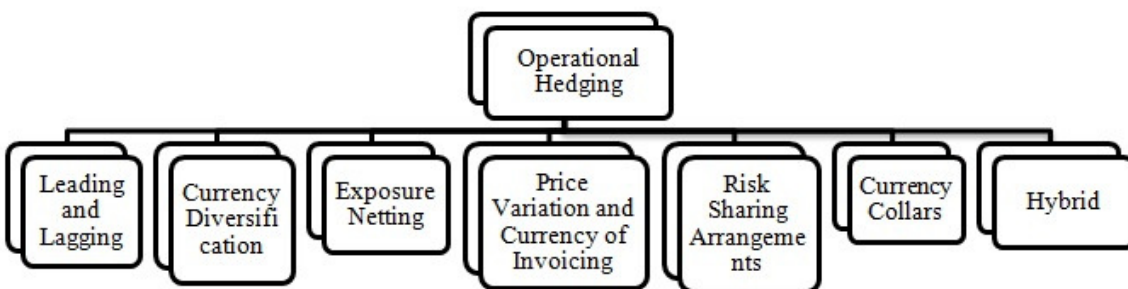 Operational
Hedging
Leading
and
Lagging
Currency
Diversifi
cation
Exposure
Netting
Price
Variation and
Currency of
Invoicing
Risk
Sharing
Arrangeme
nts
Currency
Collars
Hybrid